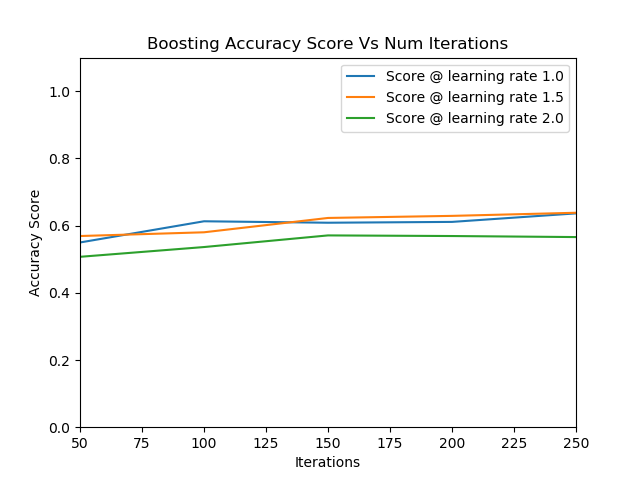 Boosting Accuracy Score Vs Num Iterations
Score @ learning rate 1.0
Score @ learning rate 1.5
Score @ learning rate 2.0
Accuracy Score
1.0
0.8
0.6
0.4
0.2
0.0
50 75 100 125 150 175 200 225 250
Iterations